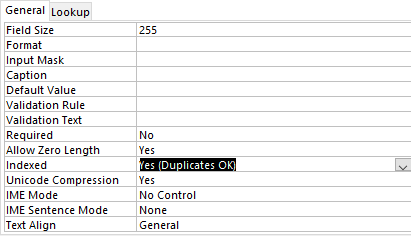 General Lookup
Field Size 255
Format
Input Mask
Caption
Default Value
Validation Rule
Validation Text
Required No
Allow Zero Length Yes
Indexed Yes (Duplicates OK)
Unicode Compression Yes
IME Mode No Control
IME Sentence Mode None
Text Align General